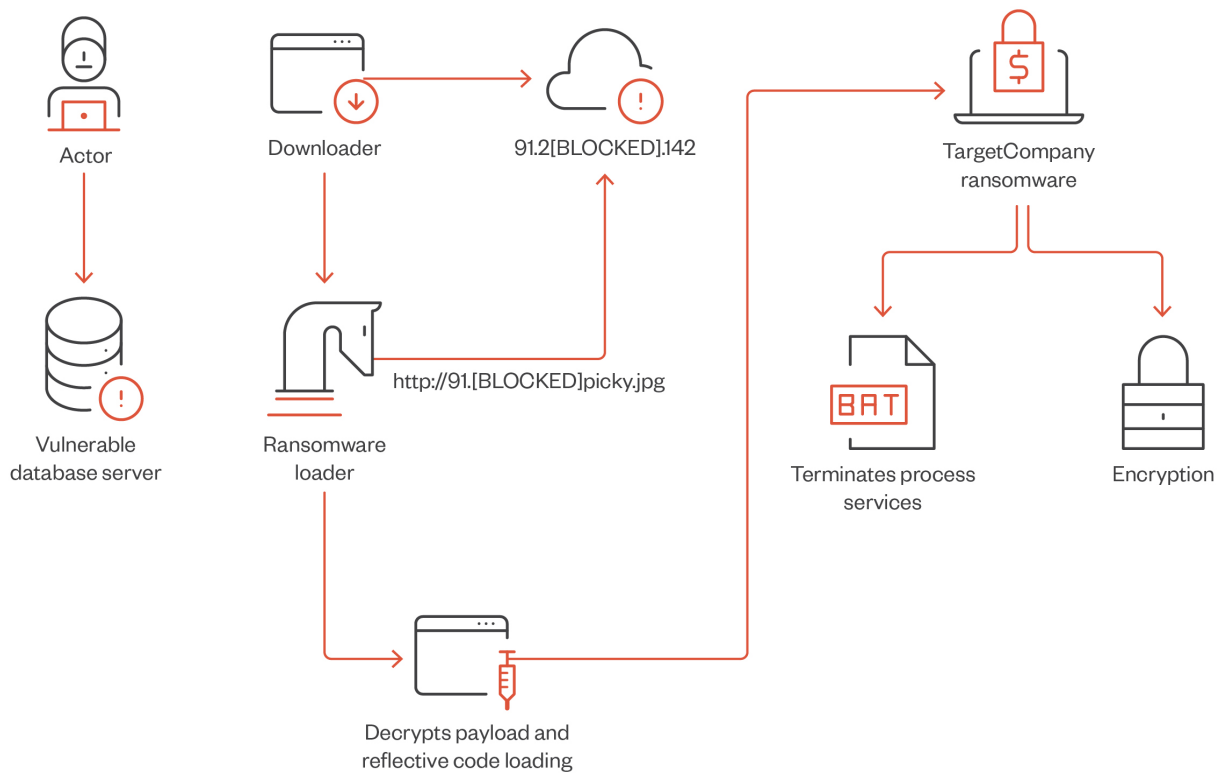 Actor
Downloader
91.2[BLOCKED].142
TargetCompany
ransomware
http://91.[BLOCKED]picky.jpg
Vulnerable
database server
Ransomware
loader
BAT
Terminates process
services
Encryption
Decrypts payload and
reflective code loading
$